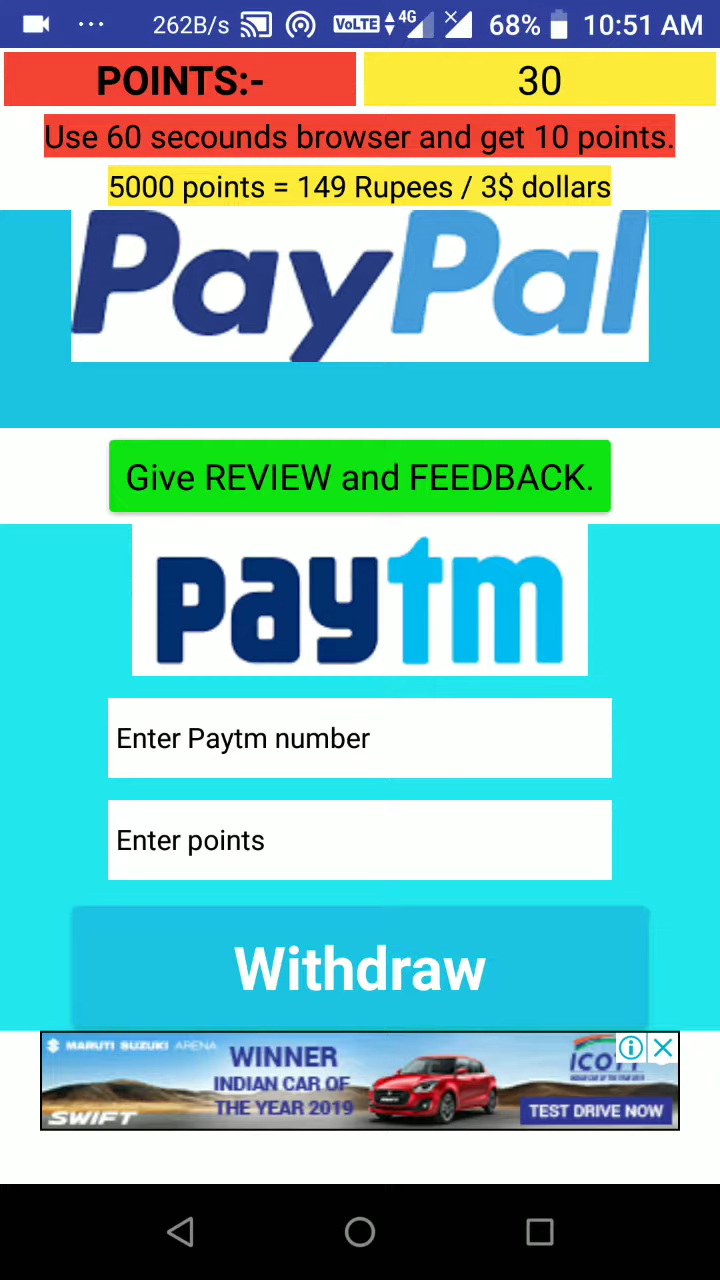 262B/s VoLTE 4G 68% 10:51 AM
POINTS:- 30
Use 60 secounds browser and get 10 points.
5000 points = 149 Rupees / 3$ dollars
PayPal
Give REVIEW and FEEDBACK.
paytm
Enter Paytm number
Enter points
Withdraw
MARUTI SUZUKI ARENA
WINNER
INDIAN CAR OF
THE YEAR 2019
SWIFT
TEST DRIVE NOW